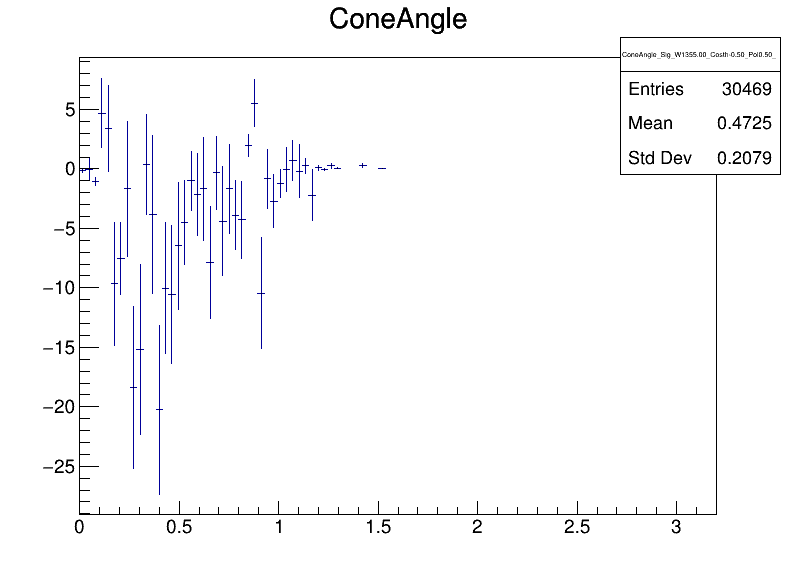 ConeAngle
ConeAngle_Sig_W1355.00_Costh-0.50_Pol0.50_
Entries 30469
Mean 0.4725
Std Dev 0.2079
5
0
−5
−10
−15
−20
−25
0 0.5 1 1.5 2 2.5 3